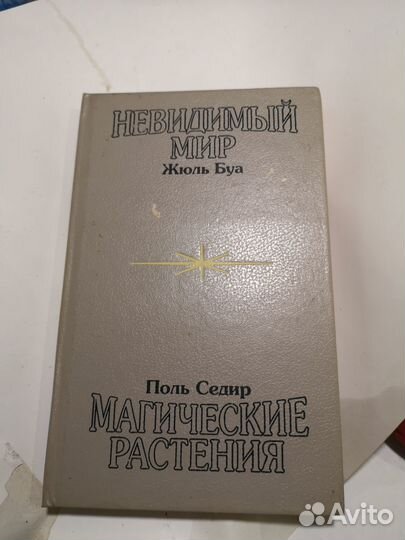 НЕВИДИМЫЙ
МИР
Жюль Буа
Поль Седир
МАГИЧЕСКИЕ
РАСТЕНИЯ
Avito